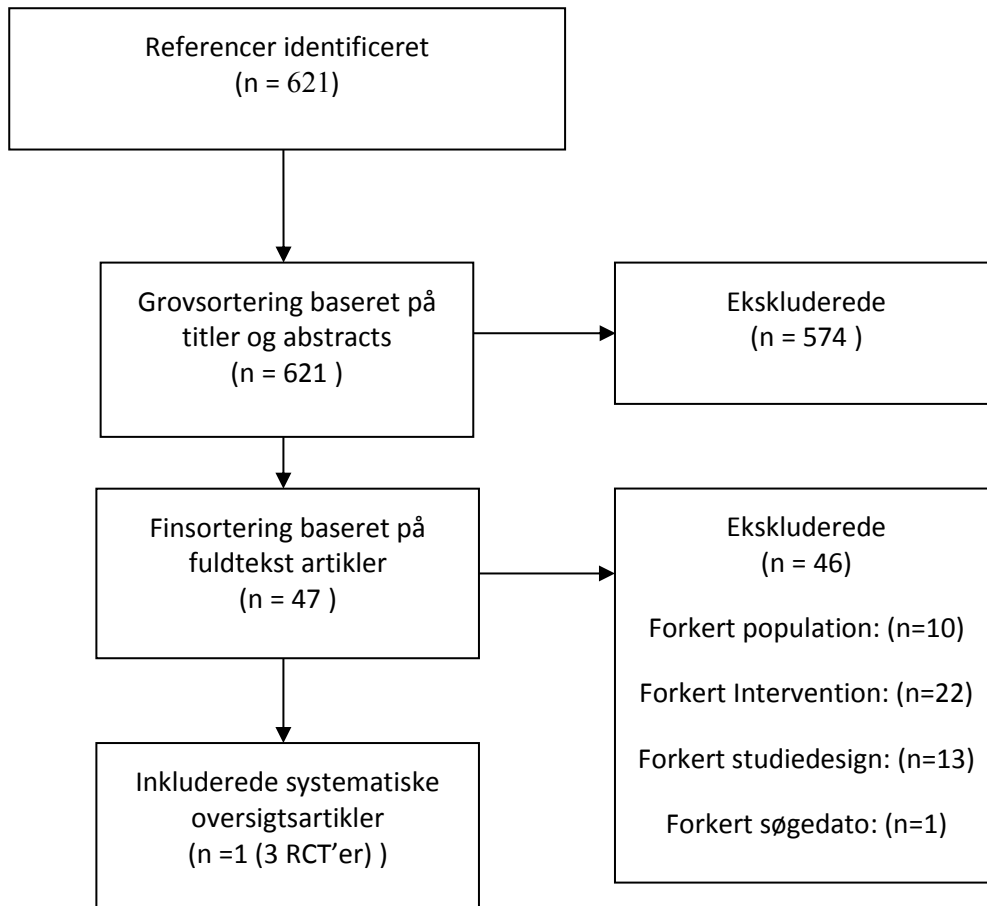 Referencer identificeret
(n = 621)
Grovsortering baseret på
titler og abstracts
(n = 621 )
Ekskluderede
(n = 574 )
Finsortering baseret på
fuldtekst artikler
(n = 47 )
Ekskluderede
(n = 46)
Forkert population: (n=10)
Forkert Intervention: (n=22)
Forkert studiedesign: (n=13)
Forkert søgedato: (n=1)
Inkluderede systematiske
oversigtsartikler
(n =1 (3 RCT’er) )